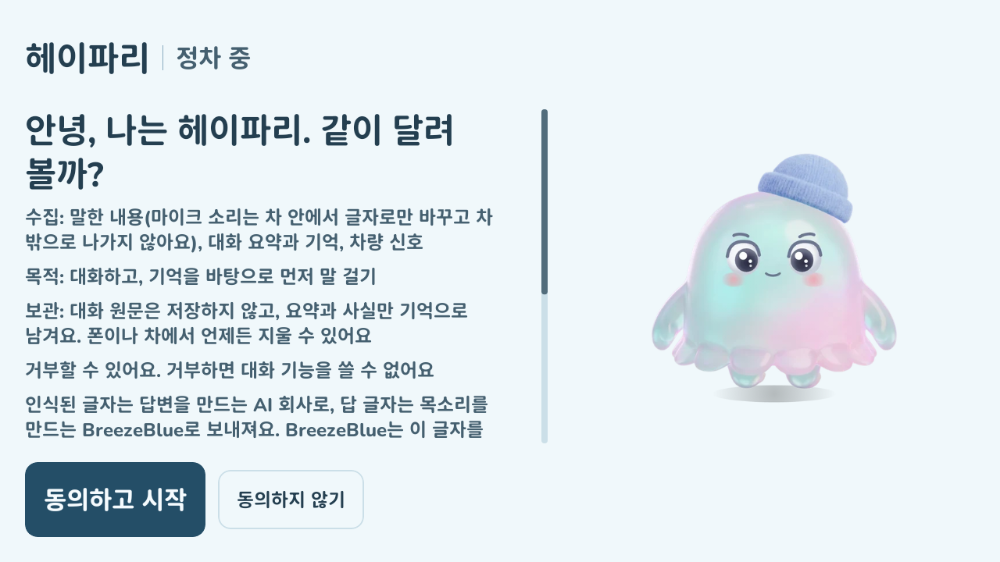 헤이파리
정차 중
안녕, 나는 헤이파리. 같이 달려
볼까?
수집: 말한 내용(마이크 소리는 차 안에서 글자로만 바꾸고 차
밖으로 나가지 않아요), 대화 요약과 기억, 차량 신호
목적: 대화하고, 기억을 바탕으로 먼저 말 걸기
보관: 대화 원문은 저장하지 않고, 요약과 사실만 기억으로
남겨요. 폰이나 차에서 언제든 지울 수 있어요
거부할 수 있어요. 거부하면 대화 기능을 쓸 수 없어요
인식된 글자는 답변을 만드는 AI 회사로, 답 글자는 목소리를
만드는 BreezeBlue로 보내져요. BreezeBlue는 이 글자를
동의하고 시작
동의하지 않기